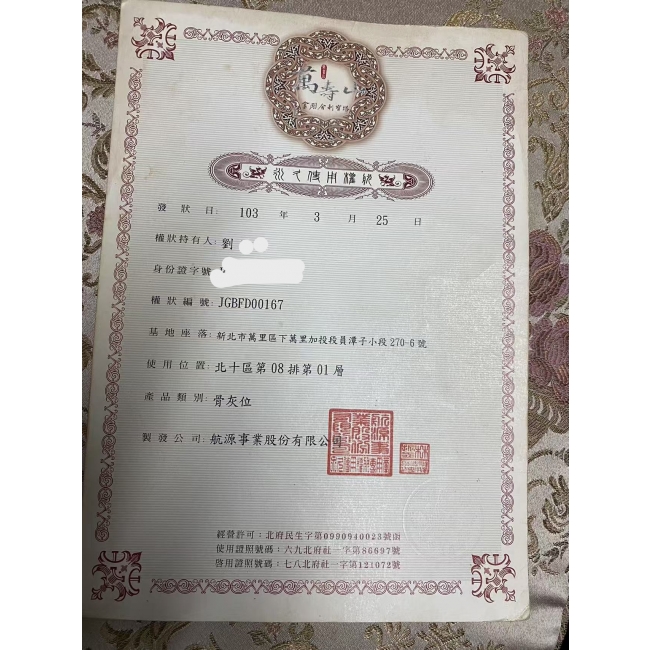 萬壽山
永久使用權狀
發狀日: 103 年 3 月 25 日
權狀持有人: 劉
身份證字號:
權狀編號: JGBFD00167
基地座落: 新北市萬里區下萬里加投段員潭子小段270-6號
使用位置: 北十區第08排第01層
產品類別: 骨灰位
製發公司: 航源事業股份有限公司
經營許可：北府民生字第0990940023號函
使用證照號碼：六九北府社一字第86697號
啓用證照號碼：七八北府社一字第121072號